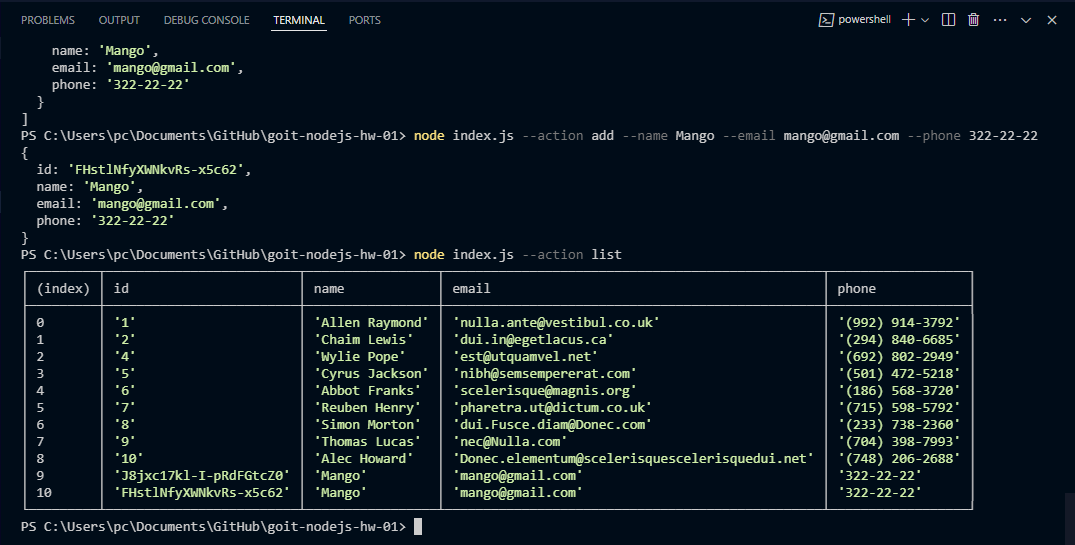 PROBLEMS OUTPUT DEBUG CONSOLE TERMINAL PORTS powershell
name: 'Mango',
email: 'mango@gmail.com',
phone: '322-22-22'
}
]
PS C:\Users\pc\Documents\GitHub\goit-nodejs-hw-01> node index.js --action add --name Mango --email mango@gmail.com --phone 322-22-22
{
id: 'FHstlNfyXWNkvRs-x5c62',
name: 'Mango',
email: 'mango@gmail.com',
phone: '322-22-22'
}
PS C:\Users\pc\Documents\GitHub\goit-nodejs-hw-01> node index.js --action list
(index) id name email phone
0 '1' 'Allen Raymond' 'nulla.ante@vestibul.co.uk' '(992) 914-3792'
1 '2' 'Chaim Lewis' 'dui.in@egetlacus.ca' '(294) 840-6685'
2 '4' 'Wylie Pope' 'est@utquamvel.net' '(692) 802-2949'
3 '5' 'Cyrus Jackson' 'nibh@semsempererat.com' '(501) 472-5218'
4 '6' 'Abbot Franks' 'scelerisque@magnis.org' '(186) 568-3720'
5 '7' 'Reuben Henry' 'pharetra.ut@dictum.co.uk' '(715) 598-5792'
6 '8' 'Simon Morton' 'dui.Fusce.diam@Donec.com' '(233) 738-2360'
7 '9' 'Thomas Lucas' 'nec@Nulla.com' '(704) 398-7993'
8 '10' 'Alec Howard' 'Donec.elementum@scelerisquescelerisquedui.net' '(748) 206-2688'
9 'J8jxc17kl-I-pRdFGtcZ0' 'Mango' 'mango@gmail.com' '322-22-22'
10 'FHstlNfyXWNkvRs-x5c62' 'Mango' 'mango@gmail.com' '322-22-22'
PS C:\Users\pc\Documents\GitHub\goit-nodejs-hw-01>